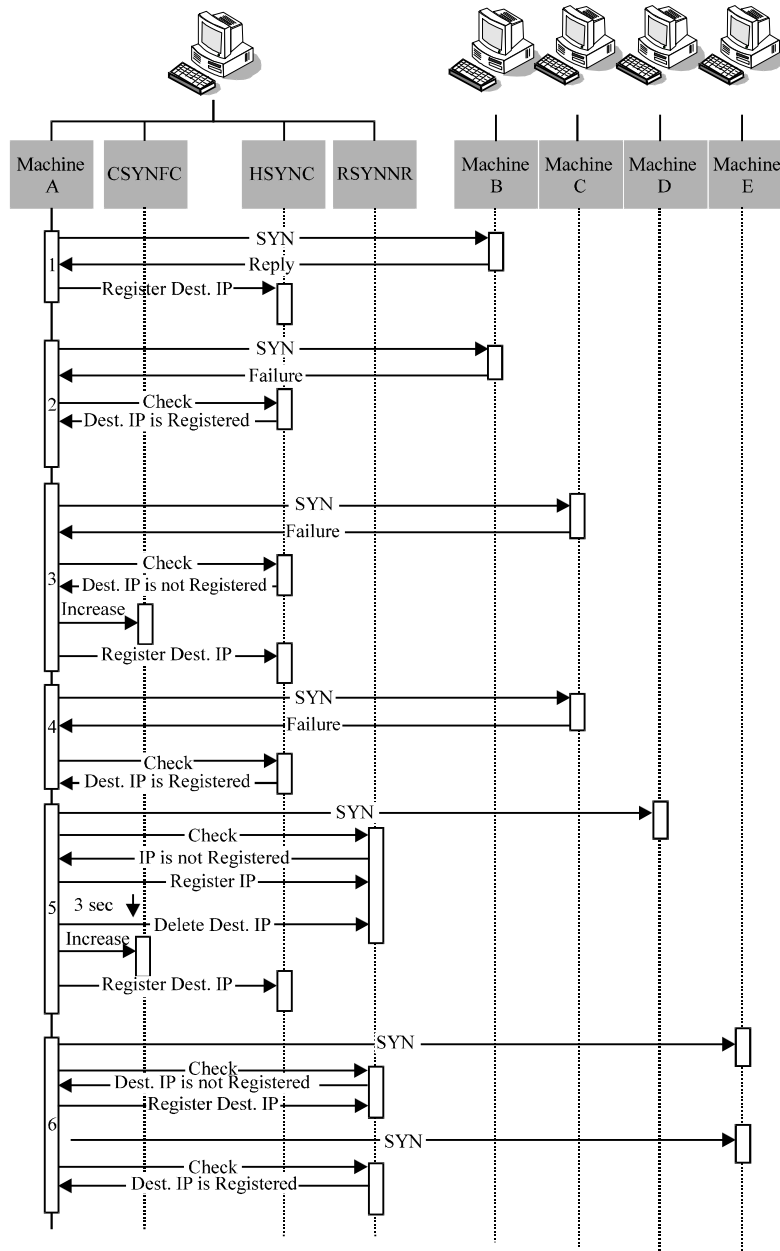 Machine
A
CSYNFC
HSYNC
RSYNNR
Machine
B
Machine
C
Machine
D
Machine
E
1
SYN
Reply
Register Dest. IP
2
SYN
Failure
Check
Dest. IP is Registered
3
SYN
Failure
Check
Dest. IP is not Registered
Increase
Register Dest. IP
4
SYN
Failure
Check
Dest. IP is Registered
5
SYN
Check
IP is not Registered
Register IP
3 sec
Delete Dest. IP
Increase
Register Dest. IP
6
SYN
Check
Dest. IP is not Registered
Register Dest. IP
SYN
Check
Dest. IP is Registered